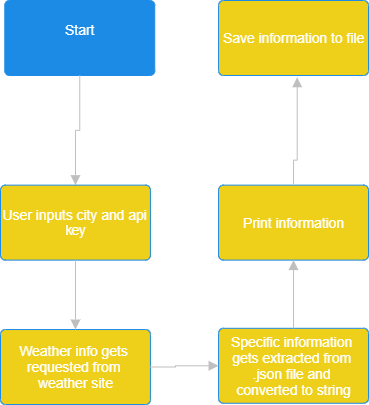 Start
User inputs city and api
key
Weather info gets
requested from
weather site
Specific information
gets extracted from
.json file and
converted to string
Print information
Save information to file